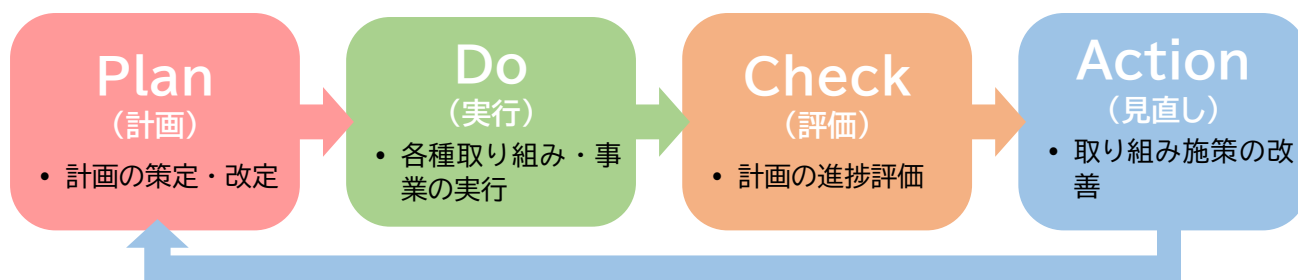 Plan
（計画）
• 計画の策定・改定
Do
（実行）
• 各種取り組み・事
業の実行
Check
（評価）
• 計画の進捗評価
Action
（見直し）
• 取り組み施策の改
善